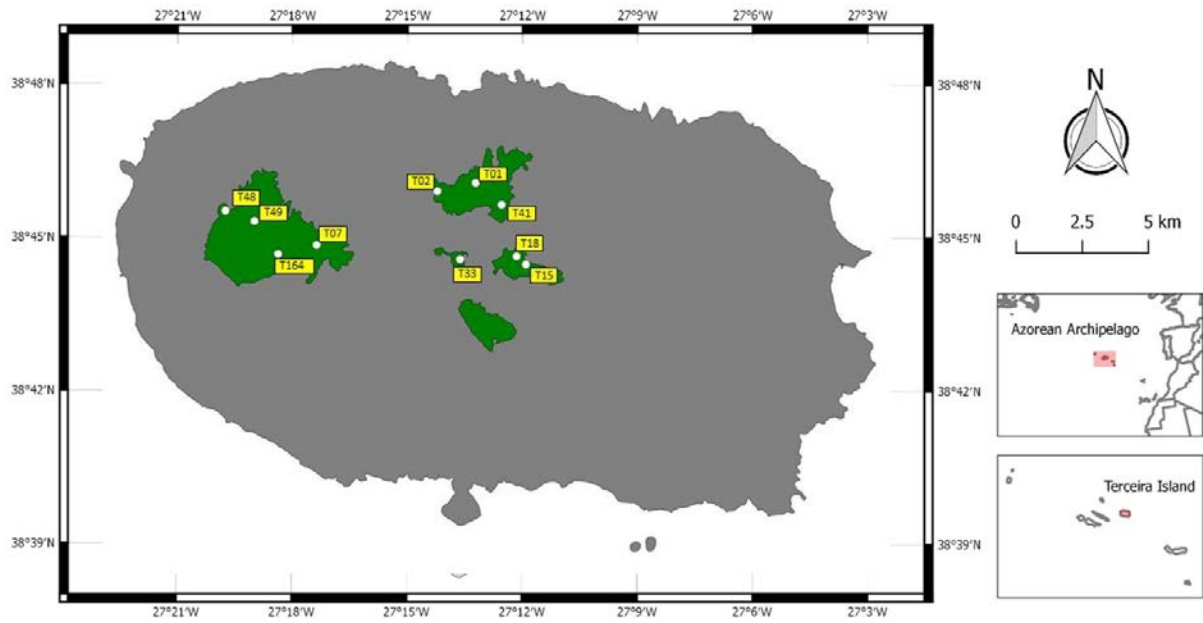 27°21'W 27°18'W 27°15'W 27°12'W 27°9'W 27°6'W 27°3'W
38°48'N 38°48'N
N
T48
T49
T07
T164
T02
T01
T41
T18
T33
T15
38°45'N 38°45'N
0 2.5 5 km
Azorean Archipelago
38°42'N 38°42'N
Terceira Island
38°39'N 38°39'N
27°21'W 27°18'W 27°15'W 27°12'W 27°9'W 27°6'W 27°3'W